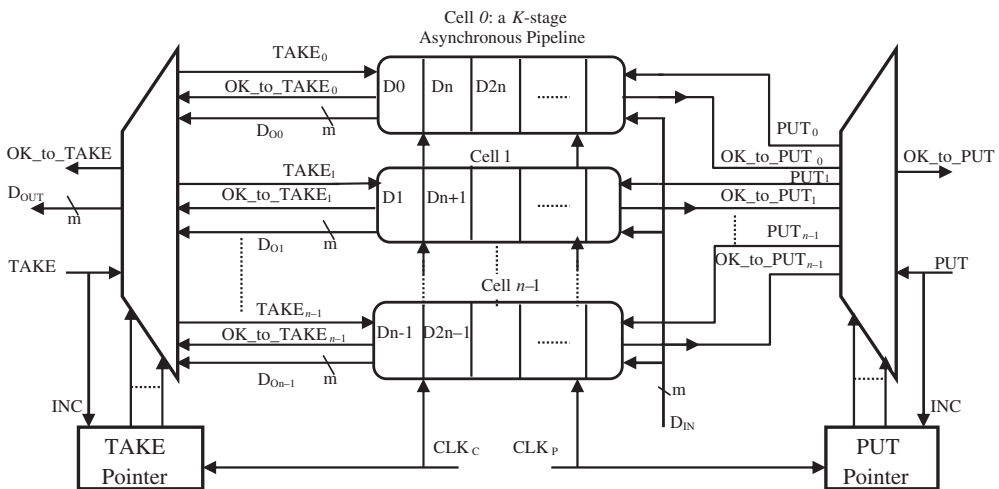 Cell 0: a K-stage
Asynchronous Pipeline
TAKE0
OK_to_TAKE0
DO0
m
D0 Dn D2n ........
PUT0
OK_to_PUT0
OK_to_TAKE
OK_to_PUT
Cell 1
TAKE1
OK_to_TAKE1
DO1
m
D1 Dn+1 ........
PUT1
OK_to_PUT1
DOUT
m
PUTn-1
OK_to_PUTn-1
TAKE
PUT
Cell n-1
TAKEn-1
OK_to_TAKEn-1
DOn-1
m
Dn-1 D2n-1 ........
m
DIN
INC
INC
TAKE
Pointer
CLKC
CLKP
PUT
Pointer